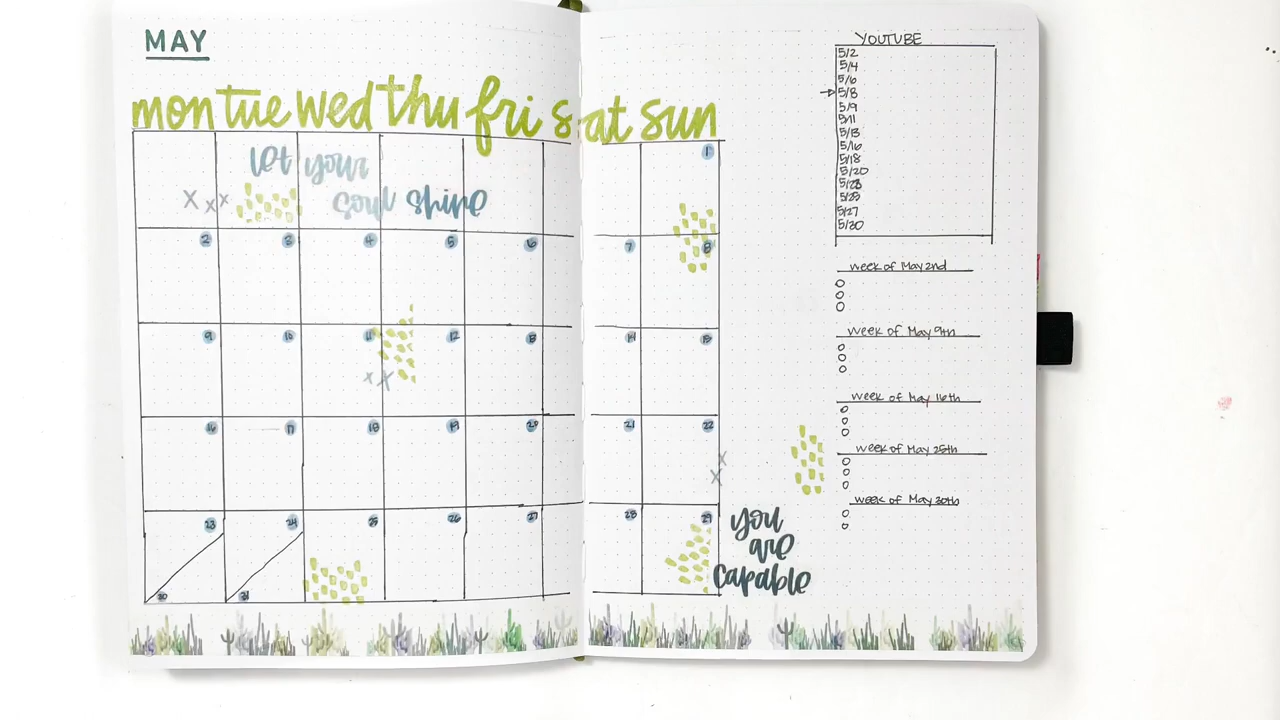 MAY
mon tue wed thu fri sat sun
let your
soul shine
1
2 3 4 5 6 7 8
9 10 11 12 13 14 15
16 17 18 19 20 21 22
23 24 25 26 27 28 29
30 31
you
are
capable
YOUTUBE
5/2
5/4
5/6
5/8
5/9
5/11
5/13
5/16
5/18
5/20
5/23
5/25
5/27
5/30
week of May 2nd
week of May 9th
week of May 16th
week of May 25th
week of May 30th